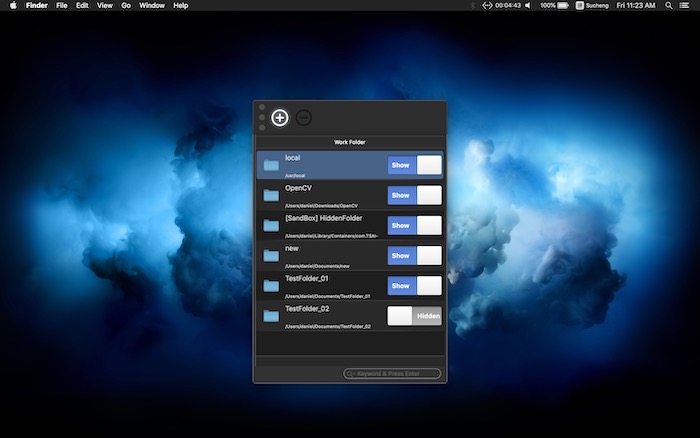 Finder File Edit View Go Window Help 00:04:43 100% Sucheng Fri 11:23 AM
Work Folder
local
Show
/usr/local
OpenCV
Show
/Users/daniel/Downloads/OpenCV
[SandBox] HiddenFolder
Show
/Users/daniel/Library/Containers/com.TSAI-
new
Show
/Users/daniel/Documents/new
TestFolder_01
Show
/Users/daniel/Documents/TestFolder_01
TestFolder_02
Hidden
/Users/daniel/Documents/TestFolder_02
Keyword & Press Enter